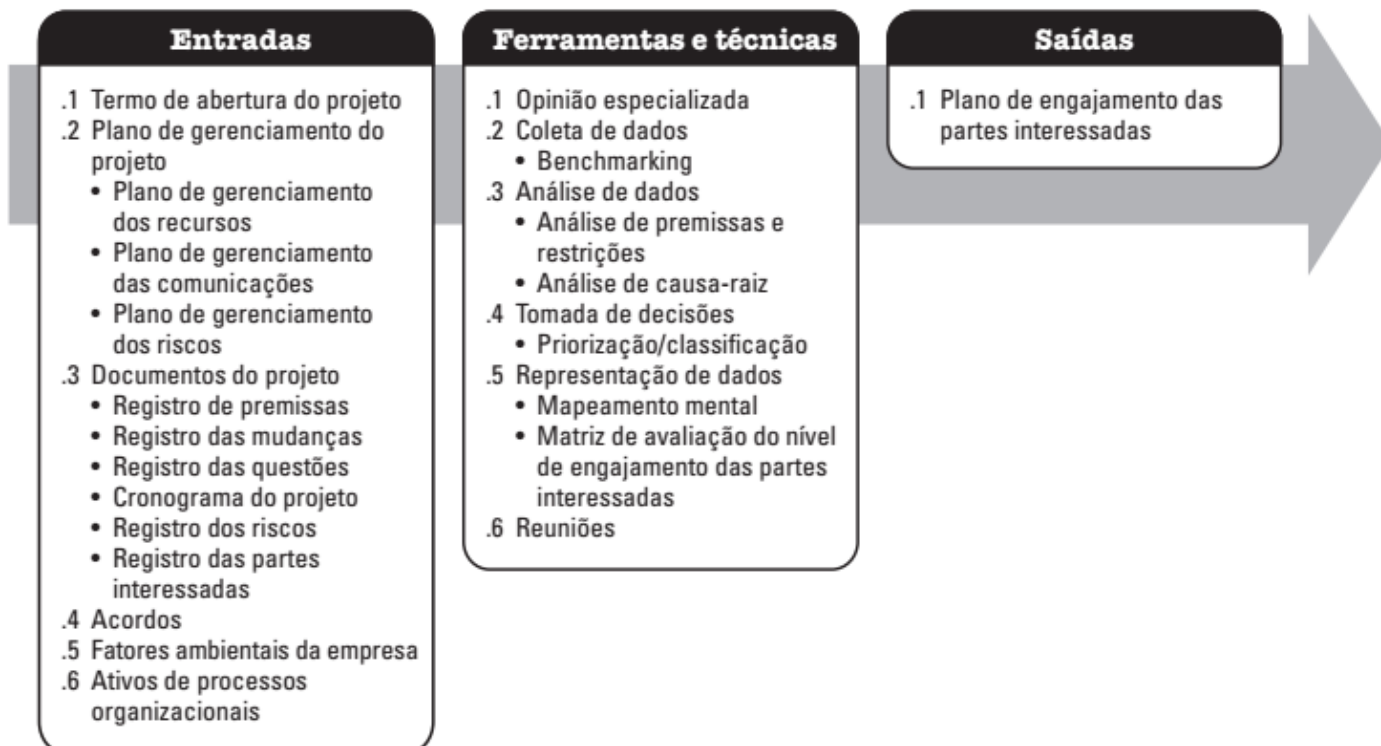 Entradas
.1 Termo de abertura do projeto
.2 Plano de gerenciamento do
projeto
• Plano de gerenciamento
dos recursos
• Plano de gerenciamento
das comunicações
• Plano de gerenciamento
dos riscos
.3 Documentos do projeto
• Registro de premissas
• Registro das mudanças
• Registro das questões
• Cronograma do projeto
• Registro dos riscos
• Registro das partes
interessadas
.4 Acordos
.5 Fatores ambientais da empresa
.6 Ativos de processos
organizacionais
Ferramentas e técnicas
.1 Opinião especializada
.2 Coleta de dados
• Benchmarking
.3 Análise de dados
• Análise de premissas e
restrições
• Análise de causa-raiz
.4 Tomada de decisões
• Priorização/classificação
.5 Representação de dados
• Mapeamento mental
• Matriz de avaliação do nível
de engajamento das partes
interessadas
.6 Reuniões
Saídas
.1 Plano de engajamento das
partes interessadas